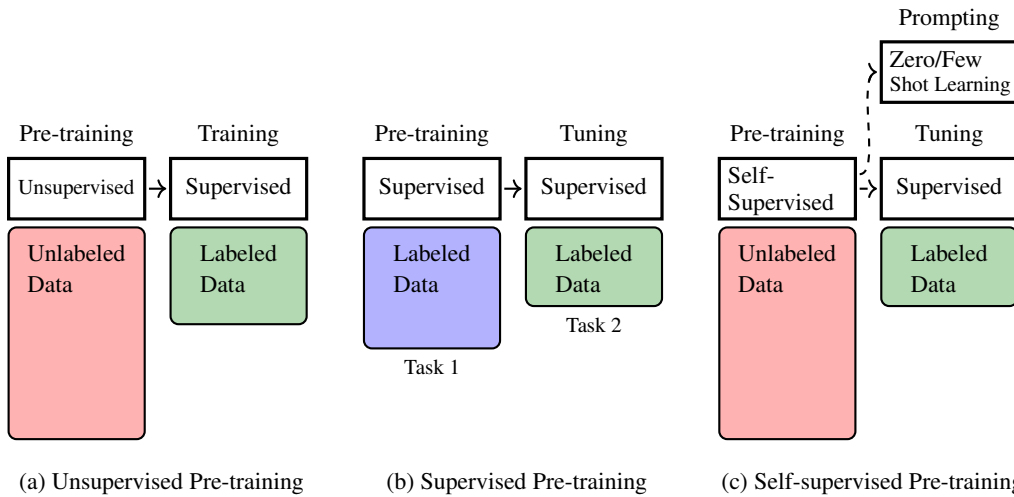 Prompting
Zero/Few
Shot Learning
Pre-training
Training
Pre-training
Tuning
Pre-training
Tuning
Unsupervised
Supervised
Supervised
Supervised
Self-
Supervised
Supervised
Unlabeled
Data
Labeled
Data
Labeled
Data
Labeled
Data
Unlabeled
Data
Labeled
Data
Task 2
Task 1
(a) Unsupervised Pre-training
(b) Supervised Pre-training
(c) Self-supervised Pre-training